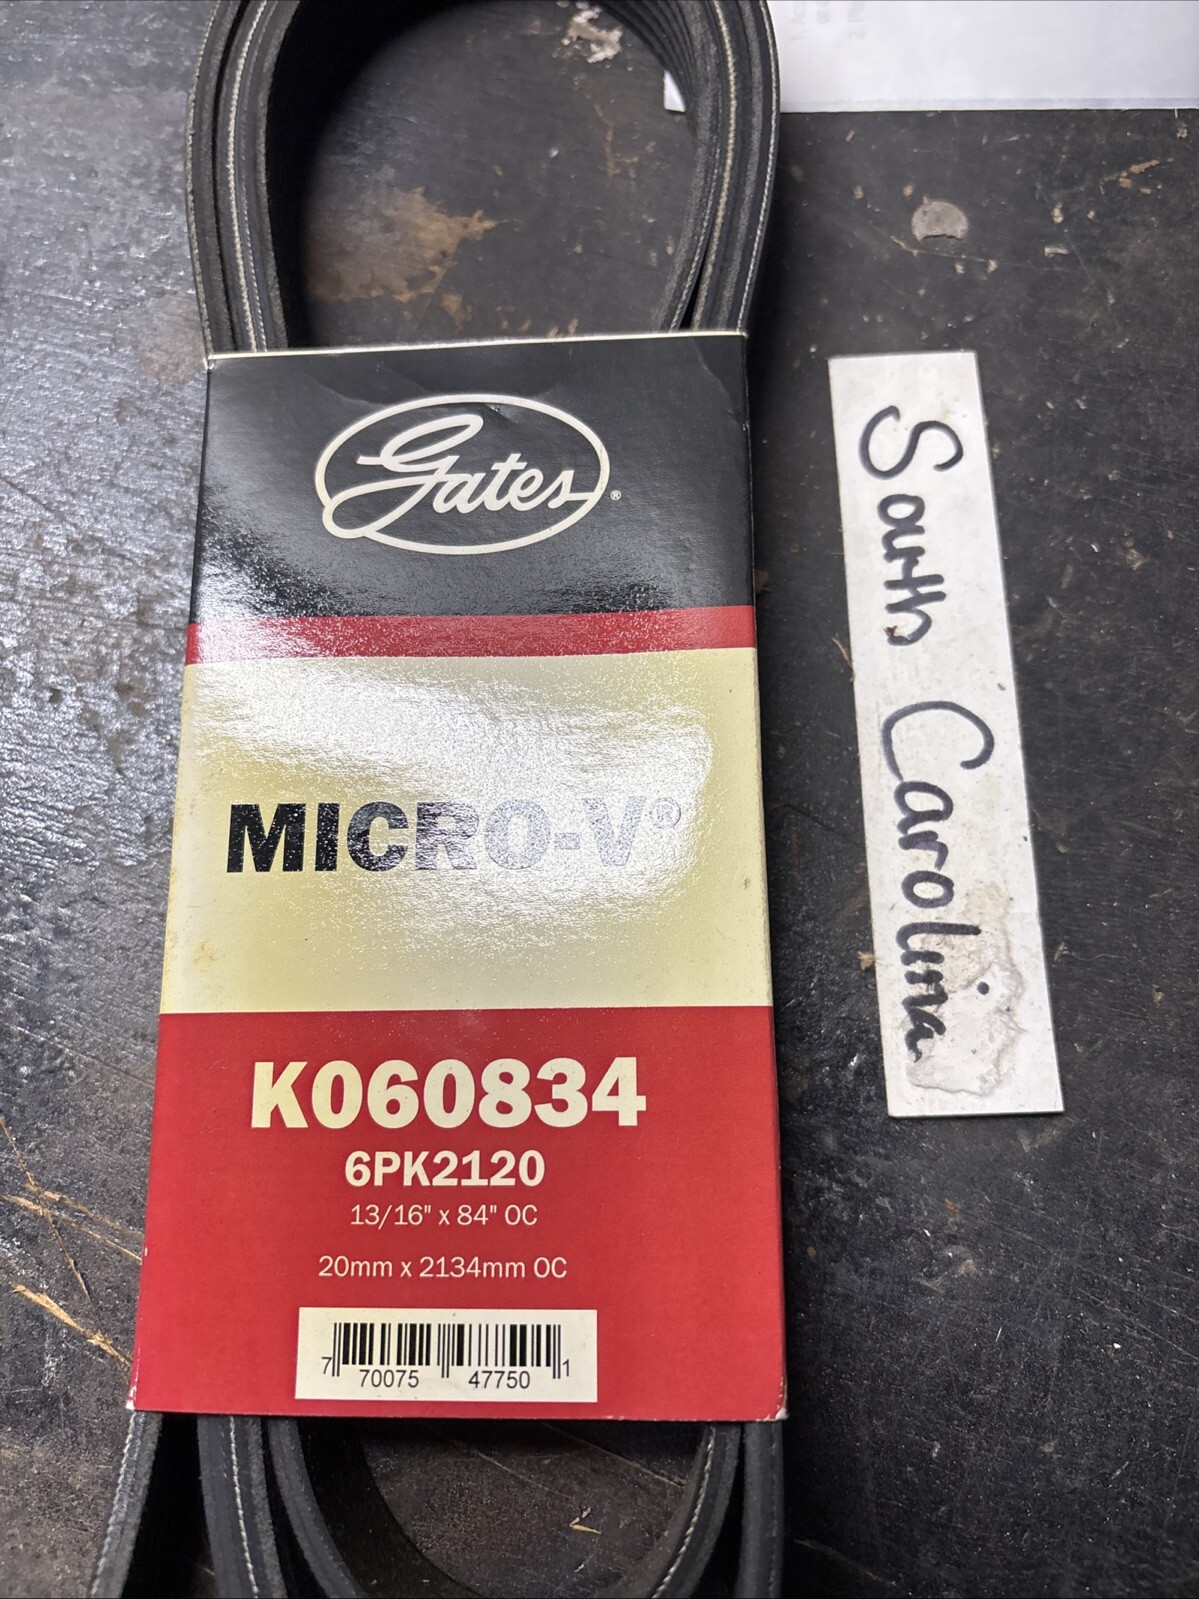 Gates®
MICRO-V®
K060834
6PK2120
13/16" x 84" OC
20mm x 2134mm OC
7 70075 47750 1
South Carolina